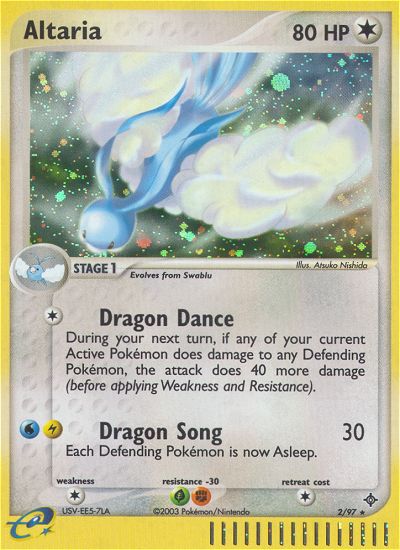 Altaria 80 HP
STAGE 1
Evolves from Swablu
Illus. Atsuko Nishida
Dragon Dance
During your next turn, if any of your current
Active Pokémon does damage to any Defending
Pokémon, the attack does 40 more damage
(before applying Weakness and Resistance).
Dragon Song 30
Each Defending Pokémon is now Asleep.
weakness resistance -30 retreat cost
USV-EE5-7LA ©2003 Pokémon/Nintendo 2/97 ★
e